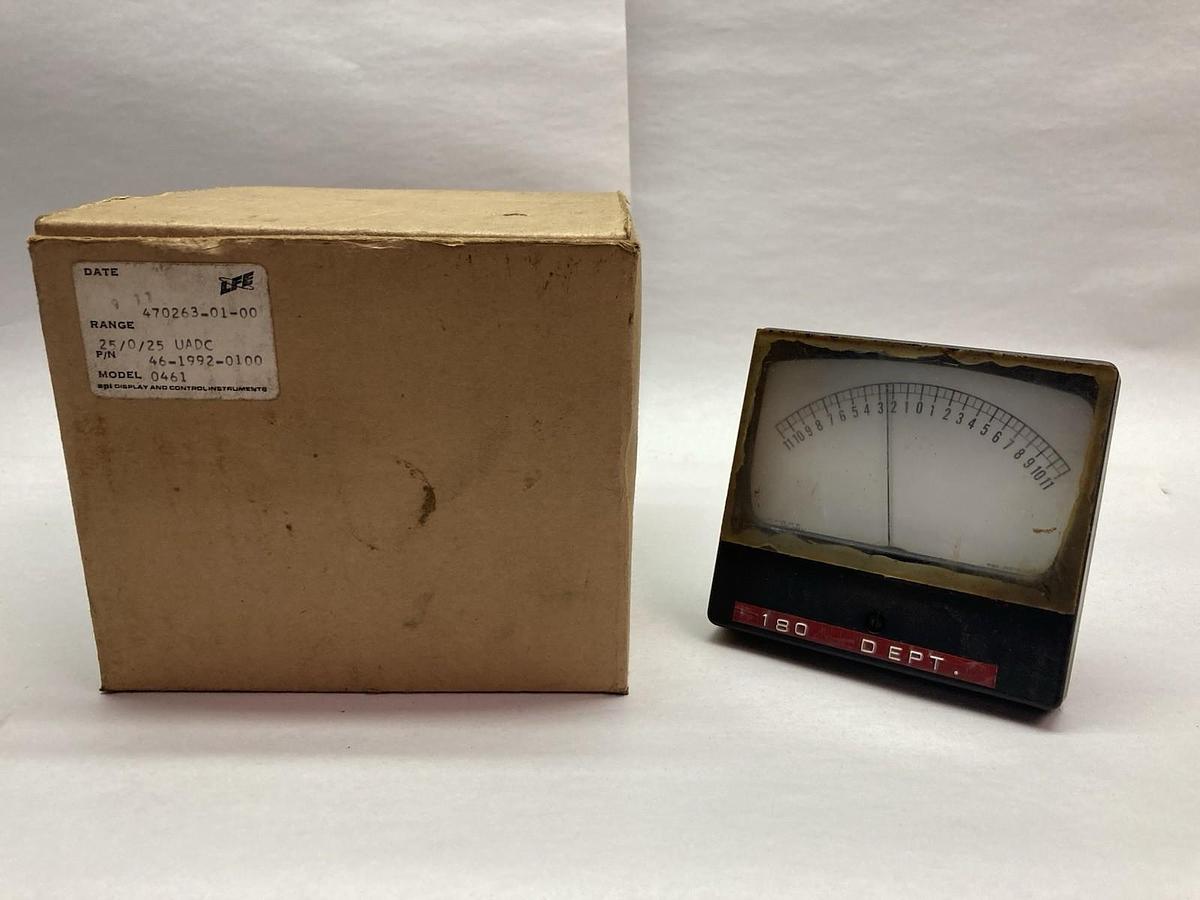 DATE
LFE
470263-01-00
RANGE
25/0/25 UADC
P/N 46-1992-0100
MODEL 0461
api DISPLAY AND CONTROL INSTRUMENTS
11 10 9 8 7 6 5 4 3 2 1 0 1 2 3 4 5 6 7 8 9 10 11
180 DEPT.